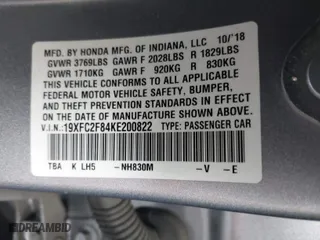 MFD. BY HONDA MFG. OF INDIANA, LLC 10/'18
GVWR 3769LBS GAWR F 2028LBS R 1829LBS
GVWR 1710KG GAWR F 920KG R 830KG
THIS VEHICLE CONFORMS TO ALL APPLICABLE
FEDERAL MOTOR VEHICLE SAFETY, BUMPER,
AND THEFT PREVENTION STANDARDS IN EFFECT
ON THE DATE OF MANUFACTURE SHOWN ABOVE.
V.I.N.: 19XFC2F84KE200822 TYPE: PASSENGER CAR
TBA K LH5 -NH830M -V -E
DREAMBID